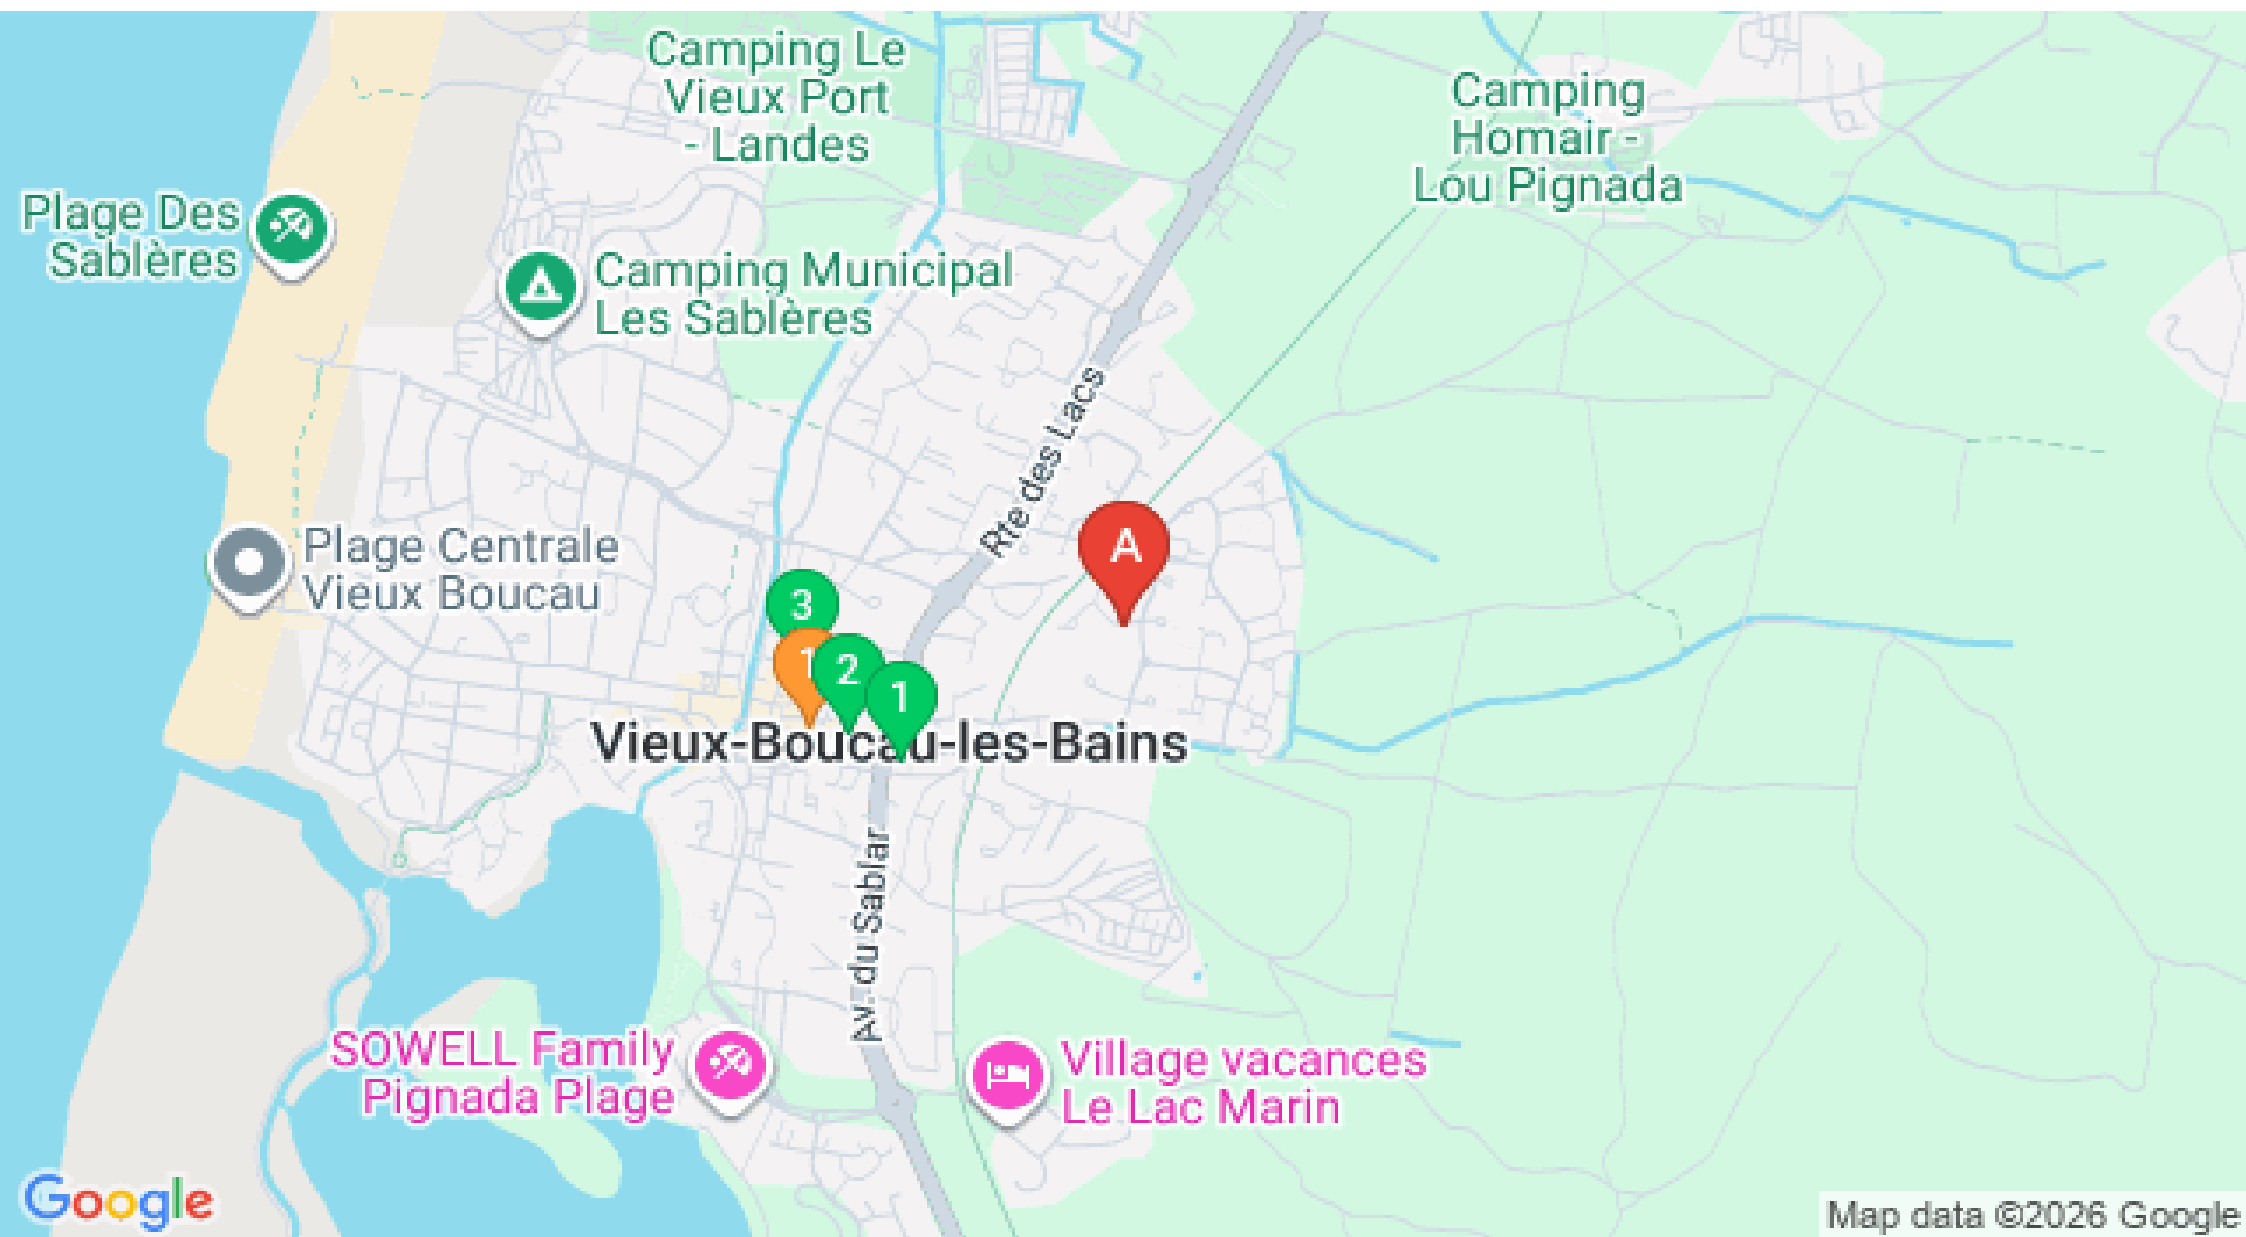 Camping Le
Vieux Port
- Landes
Camping
Homair -
Lou Pignada
Plage Des
Sablères
Camping Municipal
Les Sablères
Rte des Lacs
A
Plage Centrale
Vieux Boucau
3
1
2
1
Vieux-Boucau-les-Bains
Av. du Sablar
SOWELL Family
Pignada Plage
Village vacances
Le Lac Marin
Google
Map data ©2026 Google